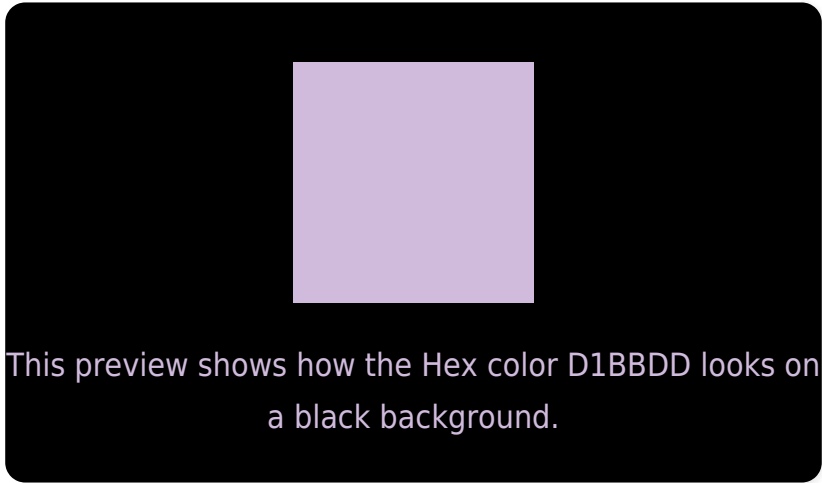 This preview shows how the Hex color D1BBDD looks on
a black background.